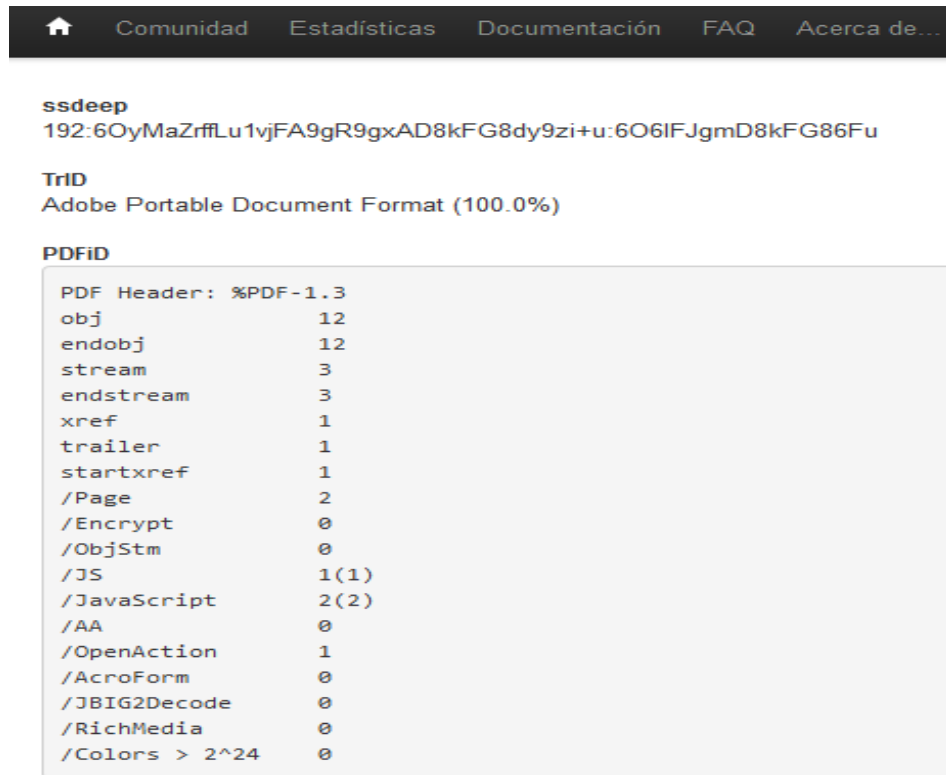 Comunidad Estadísticas Documentación FAQ Acerca de...
ssdeep
192:6OyMaZrffLu1vjFA9gR9gxAD8kFG8dy9zi+u:6O6lFJgmD8kFG86Fu
TrID
Adobe Portable Document Format (100.0%)
PDFiD
PDF Header: %PDF-1.3
obj 12
endobj 12
stream 3
endstream 3
xref 1
trailer 1
startxref 1
/Page 2
/Encrypt 0
/ObjStm 0
/JS 1(1)
/JavaScript 2(2)
/AA 0
/OpenAction 1
/AcroForm 0
/JBIG2Decode 0
/RichMedia 0
/Colors > 2^24 0